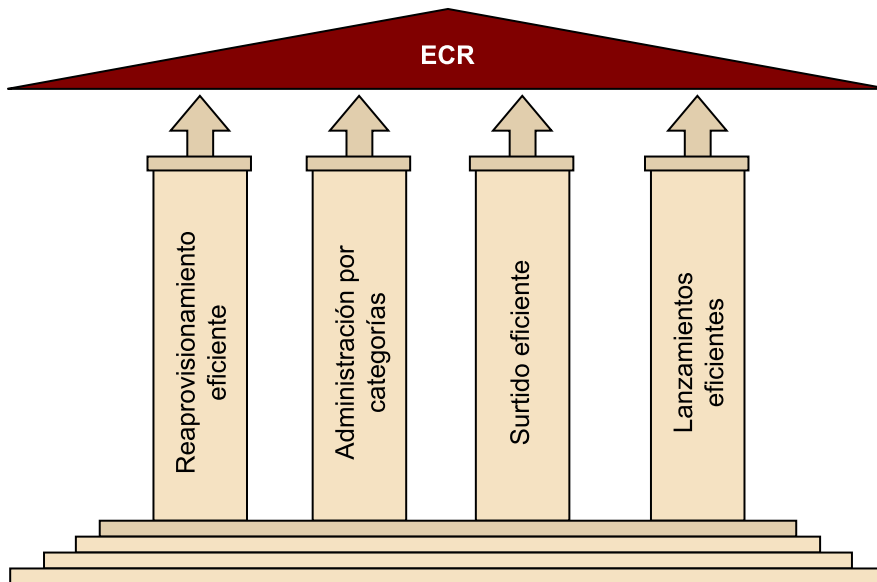 ECR
Reaprovisionamiento
eficiente
Administración por
categorías
Surtido eficiente
Lanzamientos
eficientes